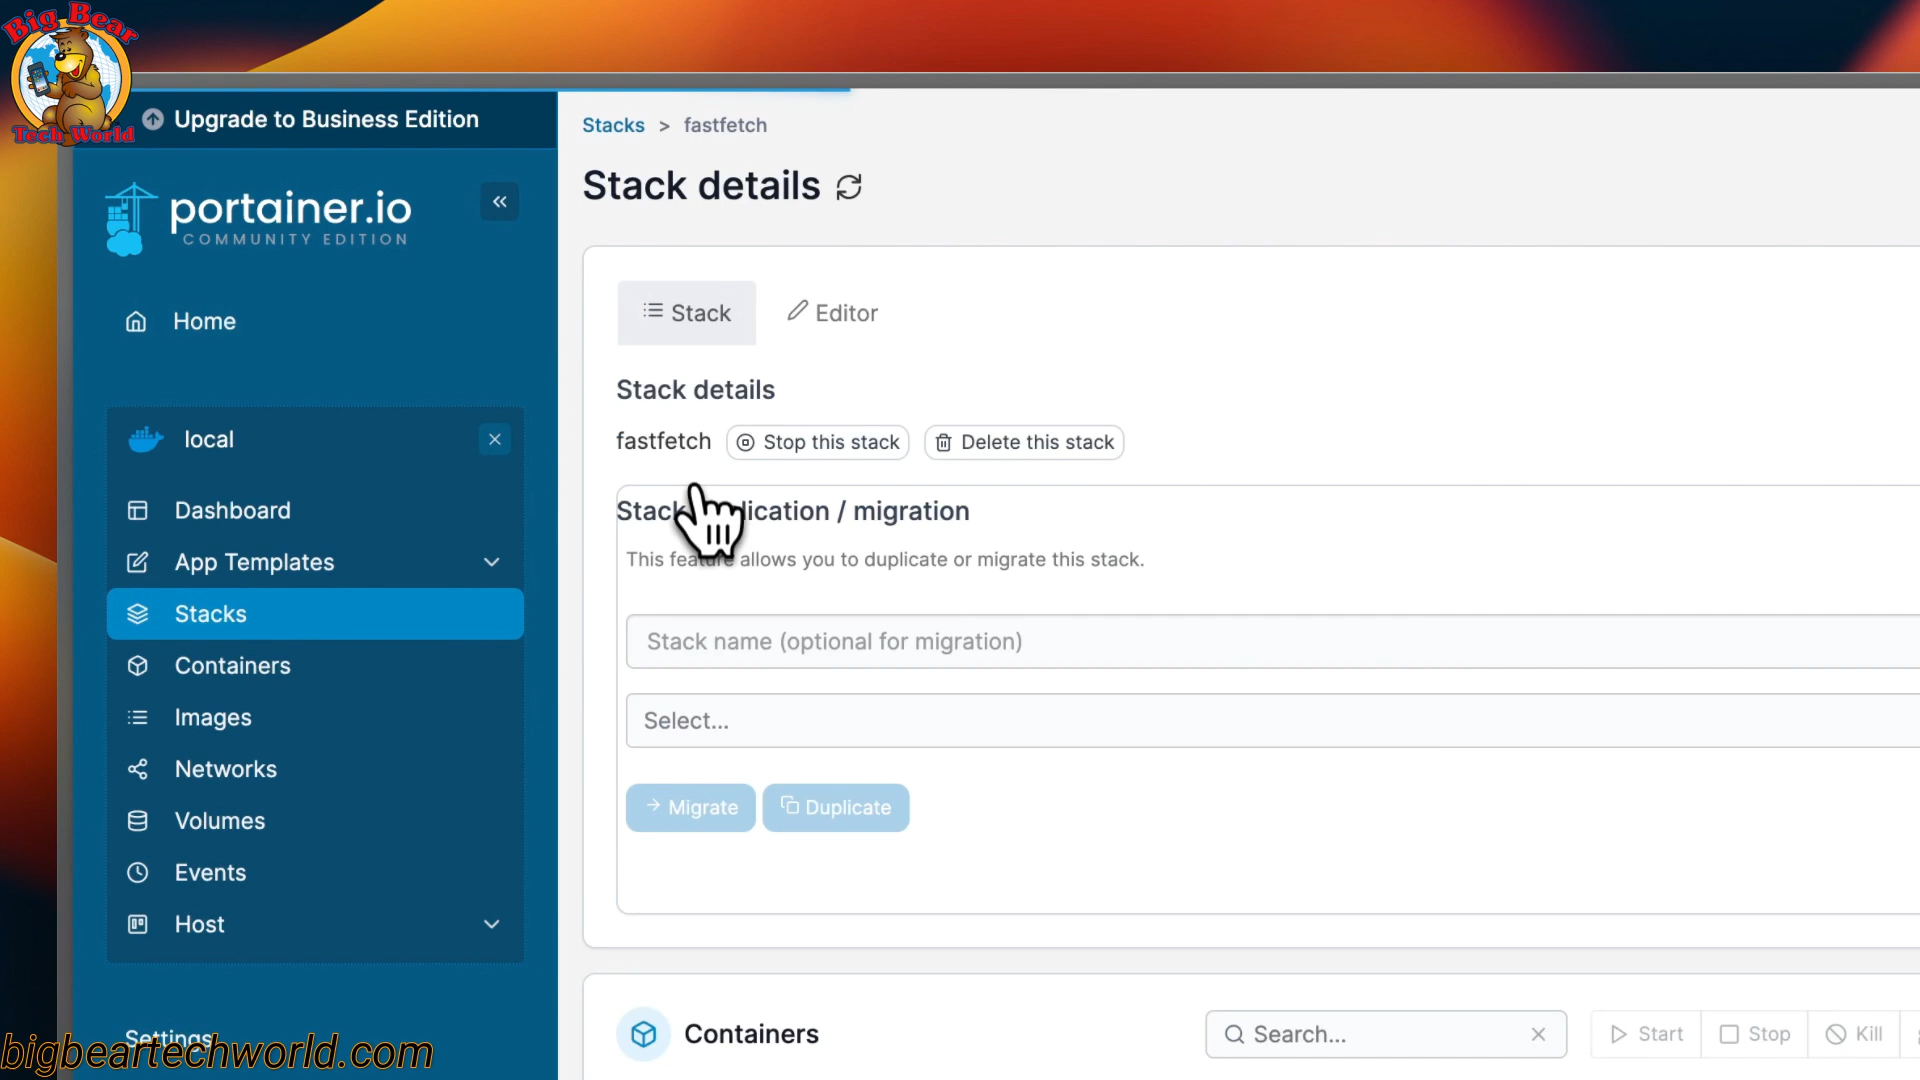 Big Bear
Tech World
Upgrade to Business Edition
portainer.io
COMMUNITY EDITION
Home
local
Dashboard
App Templates
Stacks
Containers
Images
Networks
Volumes
Events
Host
Settings
bigbeartechworld.com
Stacks > fastfetch
Stack details
Stack
Editor
Stack details
fastfetch Stop this stack Delete this stack
Stack / migration
This feature allows you to duplicate or migrate this stack.
Stack name (optional for migration)
Select...
Migrate Duplicate
Containers
Search...
Start Stop Kill